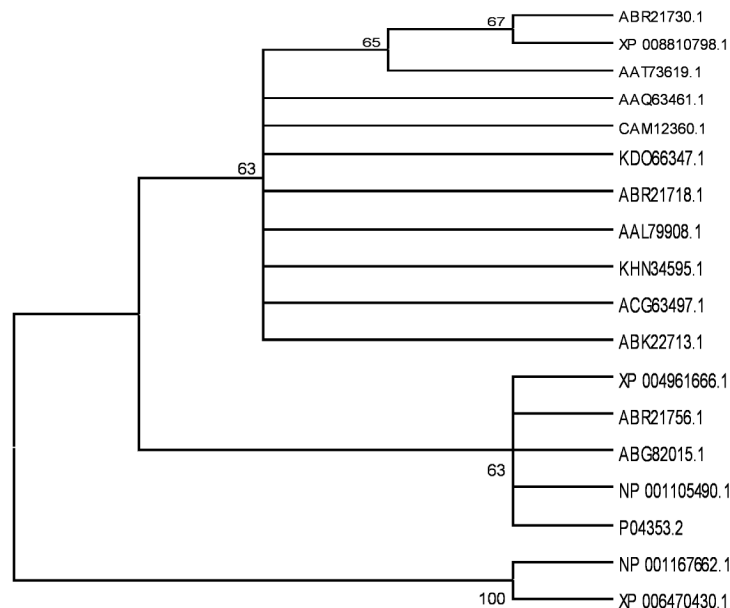 67
ABR21730.1
XP 008810798.1
65
AAT73619.1
AAQ63461.1
CAM12360.1
KDO66347.1
63
ABR21718.1
AAL79908.1
KHN34595.1
ACG63497.1
ABK22713.1
XP 004961666.1
ABR21756.1
ABG82015.1
63
NP 001105490.1
P04353.2
NP 001167662.1
100
XP 006470430.1